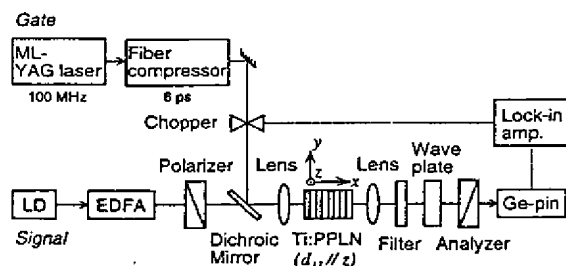 Gate
ML-
YAG laser
100 MHz
Fiber
compressor
6 ps
Chopper
Lock-in
amp.
Polarizer
Lens
y
z
x
Lens
Wave
plate
LD
EDFA
Ge-pin
Signal
Dichroic
Mirror
Ti:PPLN
(d₁₁//z)
Filter
Analyzer